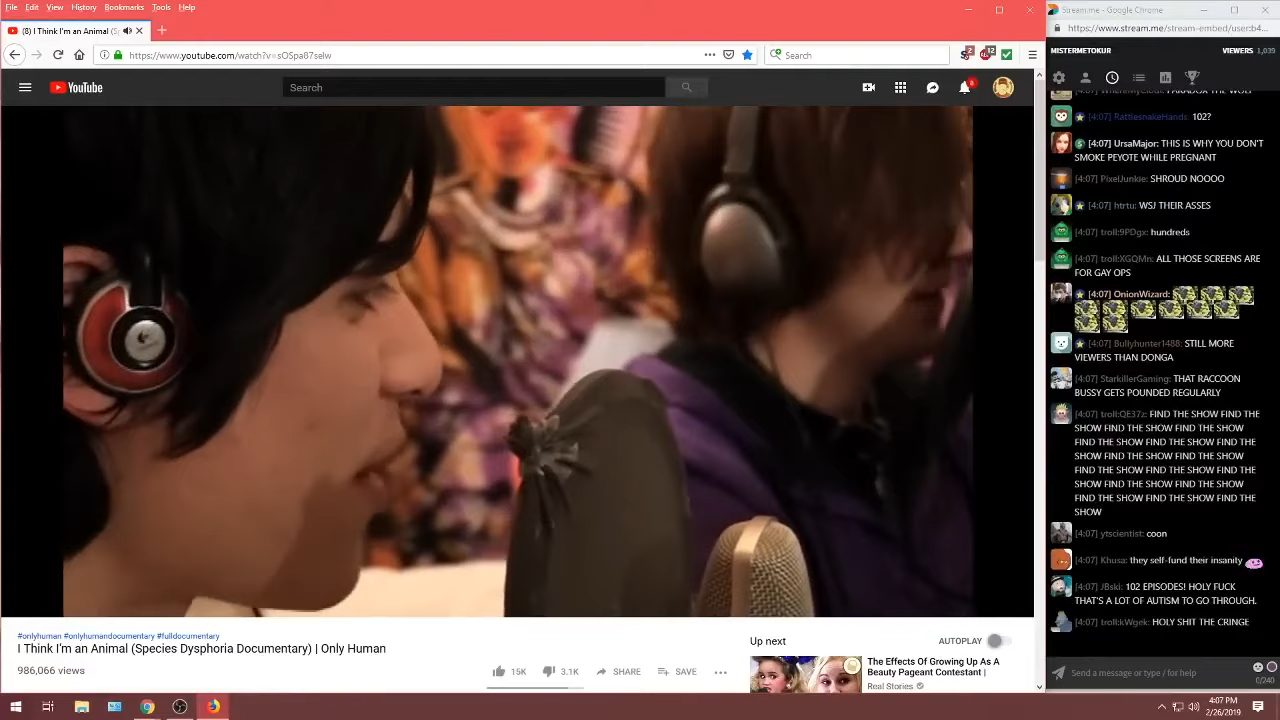 File Edit View History Bookmarks Tools Help
(8) I Think I'm an Animal (S
https://www.youtube.com/watch?v=sOSpa87selw
Search
YouTube
Search
8
#onlyhuman #onlyhumandocumentary #fulldocumentary
I Think I'm an Animal (Species Dysphoria Documentary) | Only Human
986,066 views
15K
3.1K
SHARE
SAVE
Up next
AUTOPLAY
The Effects Of Growing Up As A
Beauty Pageant Contestant |
Real Stories
Stream.me - Google Chrome
https://www.stream.me/stream-embed/user:b4...
MISTERMETOKUR
VIEWERS 1,039
[4:07] RattlesnakeHands: 102?
[4:07] UrsaMajor: THIS IS WHY YOU DON'T
SMOKE PEYOTE WHILE PREGNANT
[4:07] PixelJunkie: SHROUD NOOOO
[4:07] htrtu: WSJ THEIR ASSES
[4:07] troll:9PDgx: hundreds
[4:07] troll:XGQMn: ALL THOSE SCREENS ARE
FOR GAY OPS
[4:07] OnionWizard:
[4:07] Bullyhunter1488: STILL MORE
VIEWERS THAN DONGA
[4:07] StarkillerGaming: THAT RACCOON
BUSSY GETS POUNDED REGULARLY
[4:07] troll:QE37z: FIND THE SHOW FIND THE
SHOW FIND THE SHOW FIND THE SHOW
FIND THE SHOW FIND THE SHOW FIND THE
SHOW FIND THE SHOW FIND THE SHOW
FIND THE SHOW FIND THE SHOW FIND THE
SHOW FIND THE SHOW FIND THE SHOW
FIND THE SHOW FIND THE SHOW FIND THE
SHOW
[4:07] ytscientist: coon
[4:07] Khusa: they self-fund their insanity
[4:07] 102 EPISODES! HOLY FUCK
THAT'S A LOT OF AUTISM TO GO THROUGH.
[4:07] troll:kWgek: HOLY SHIT THE CRINGE
Send a message or type / for help
0/240
4:07 PM
2/26/2019